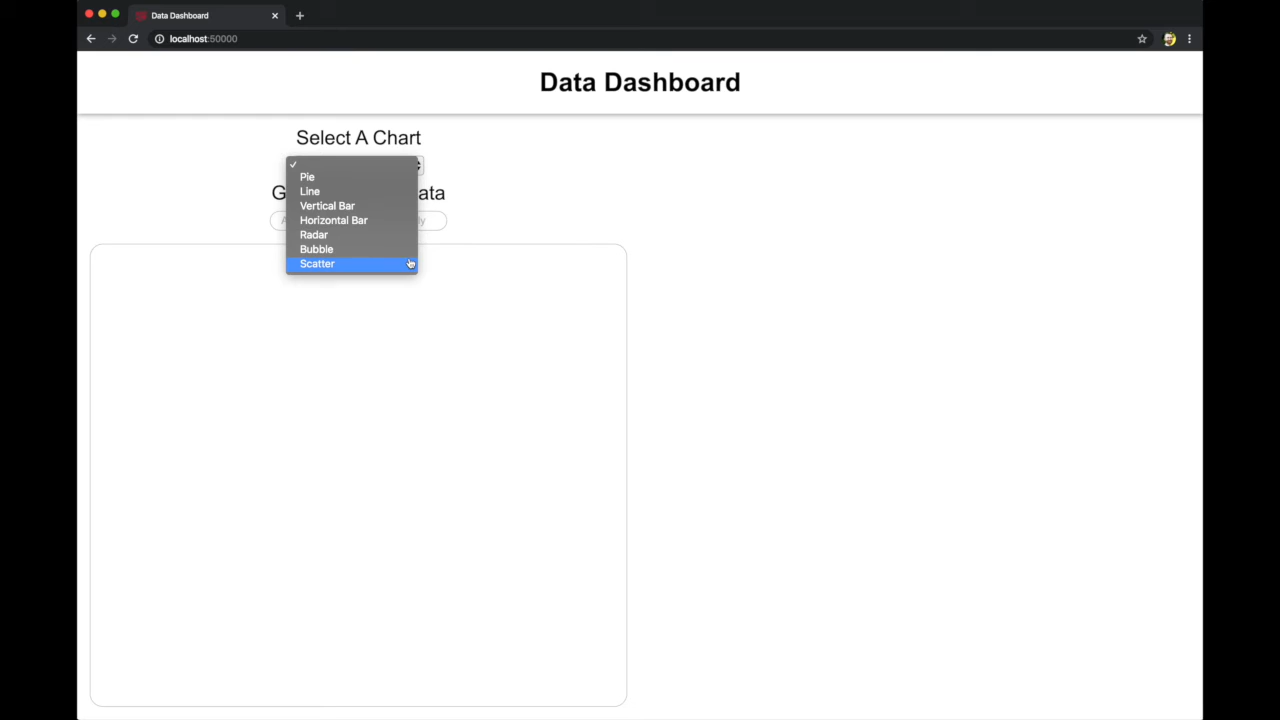 Data Dashboard
localhost:50000
Data Dashboard
Select A Chart
Pie
Line
Vertical Bar
Horizontal Bar
Radar
Bubble
Scatter